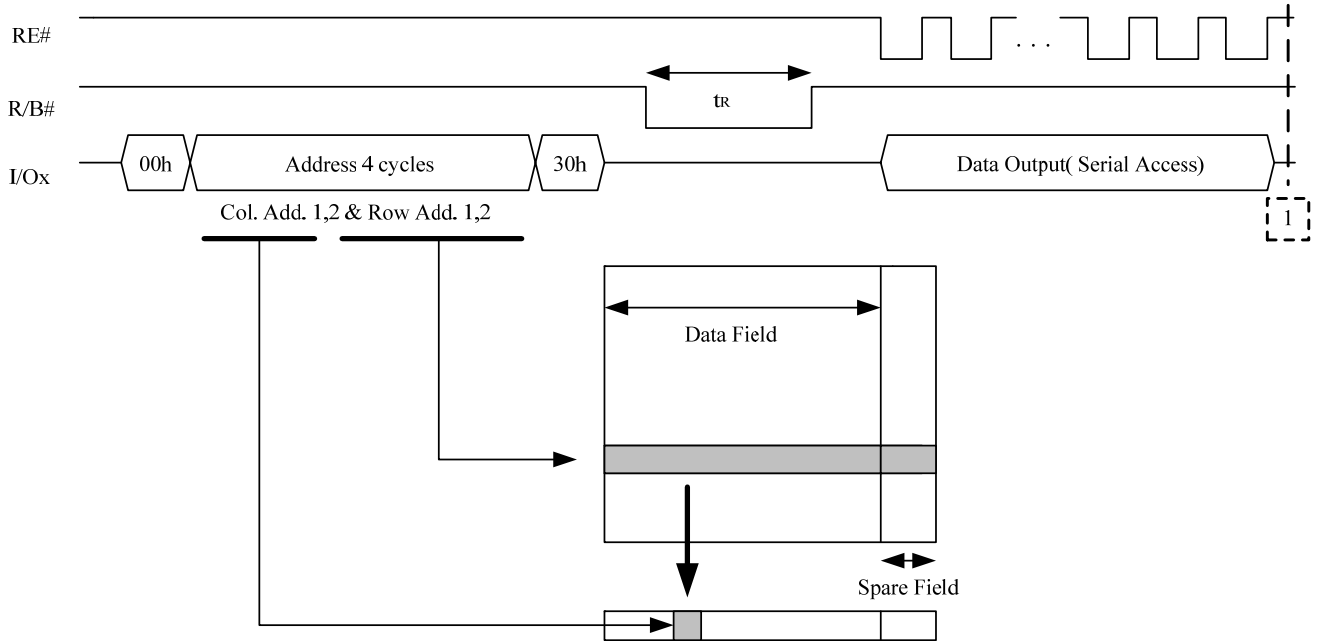 RE#
. . .
R/B#
tR
I/Ox
00h
Address 4 cycles
30h
Data Output( Serial Access)
Col. Add. 1,2 & Row Add. 1,2
1
Data Field
Spare Field